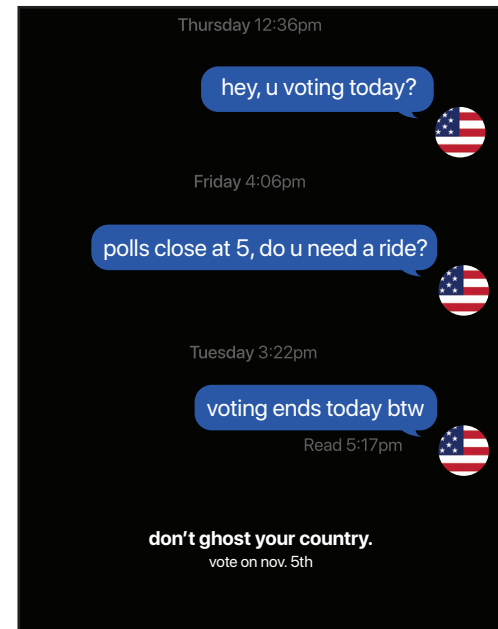 Thursday 12:36pm
hey, u voting today?
Friday 4:06pm
polls close at 5, do u need a ride?
Tuesday 3:22pm
voting ends today btw
Read 5:17pm
don’t ghost your country.
vote on nov. 5th